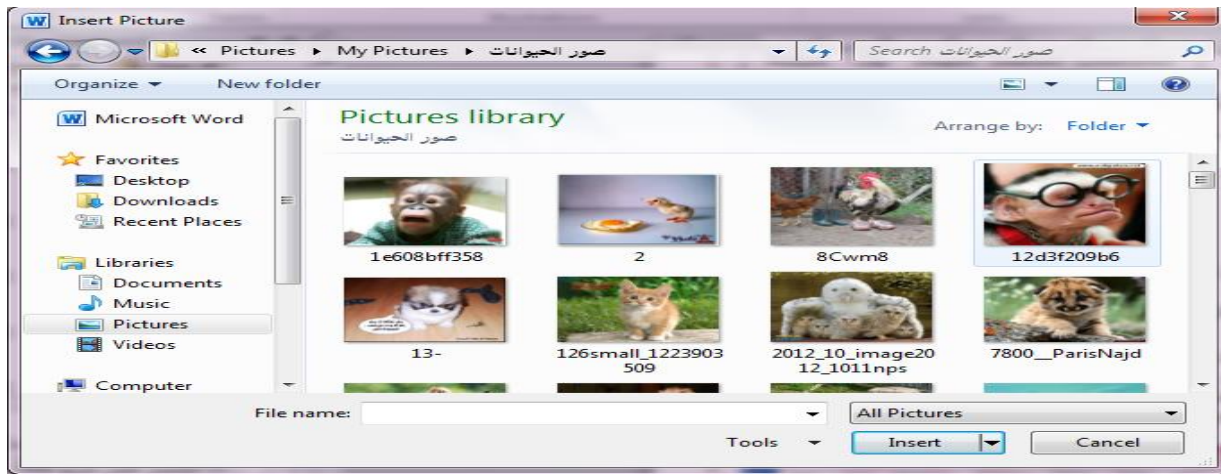 Insert Picture
« Pictures ▸ My Pictures ▸ صور الحيوانات
Search صور الحيوانات
Organize New folder
Microsoft Word
Favorites
Desktop
Downloads
Recent Places
Libraries
Documents
Music
Pictures
Videos
Computer
Pictures library
صور الحيوانات
Arrange by: Folder
1e608bff358
2
8Cwm8
12d3f209b6
13-
126small_1223903
509
2012_10_image20
12_1011nps
7800__ParisNajd
File name:
All Pictures
Tools
Insert
Cancel